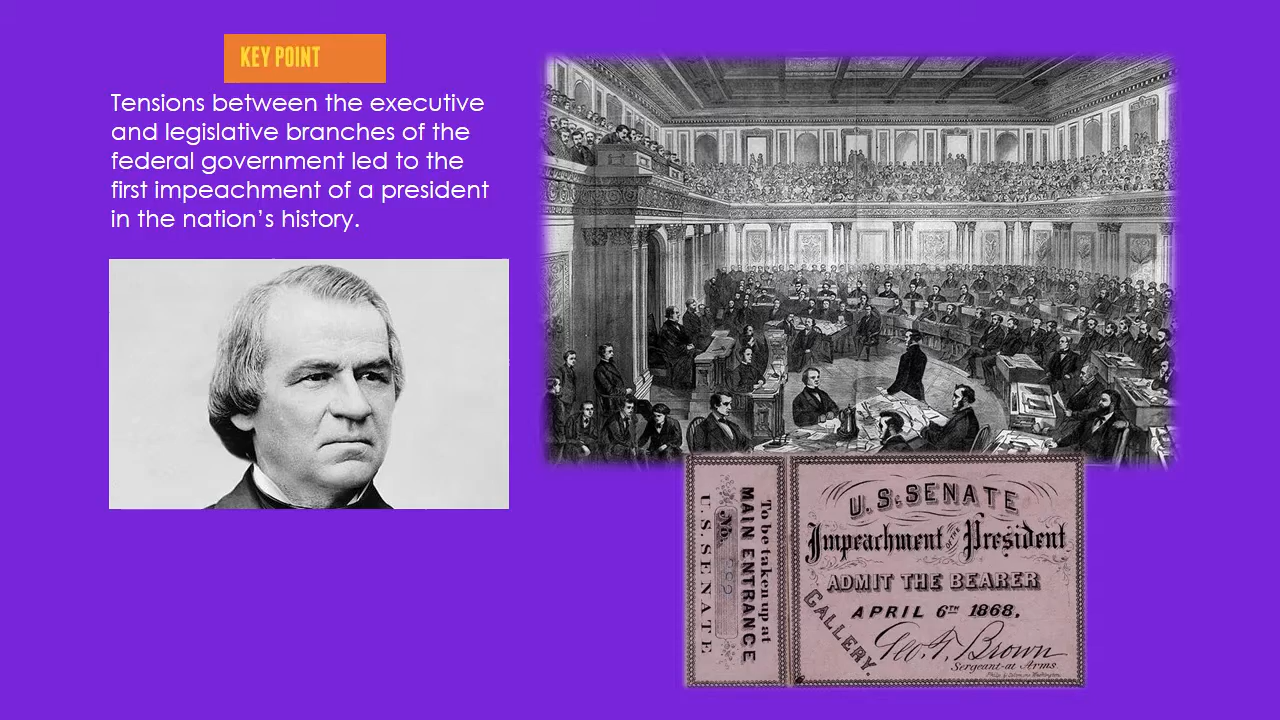 KEY POINT
Tensions between the executive
and legislative branches of the
federal government led to the
first impeachment of a president
in the nation's history.
To be taken up at
MAIN ENTRANCE
No.
U.S. SENATE
U.S. SENATE
Impeachment OF THE President
ADMIT THE BEARER
APRIL 6TH 1868.
GALLERY.
Geo. T. Brown
Sergeant-at Arms.